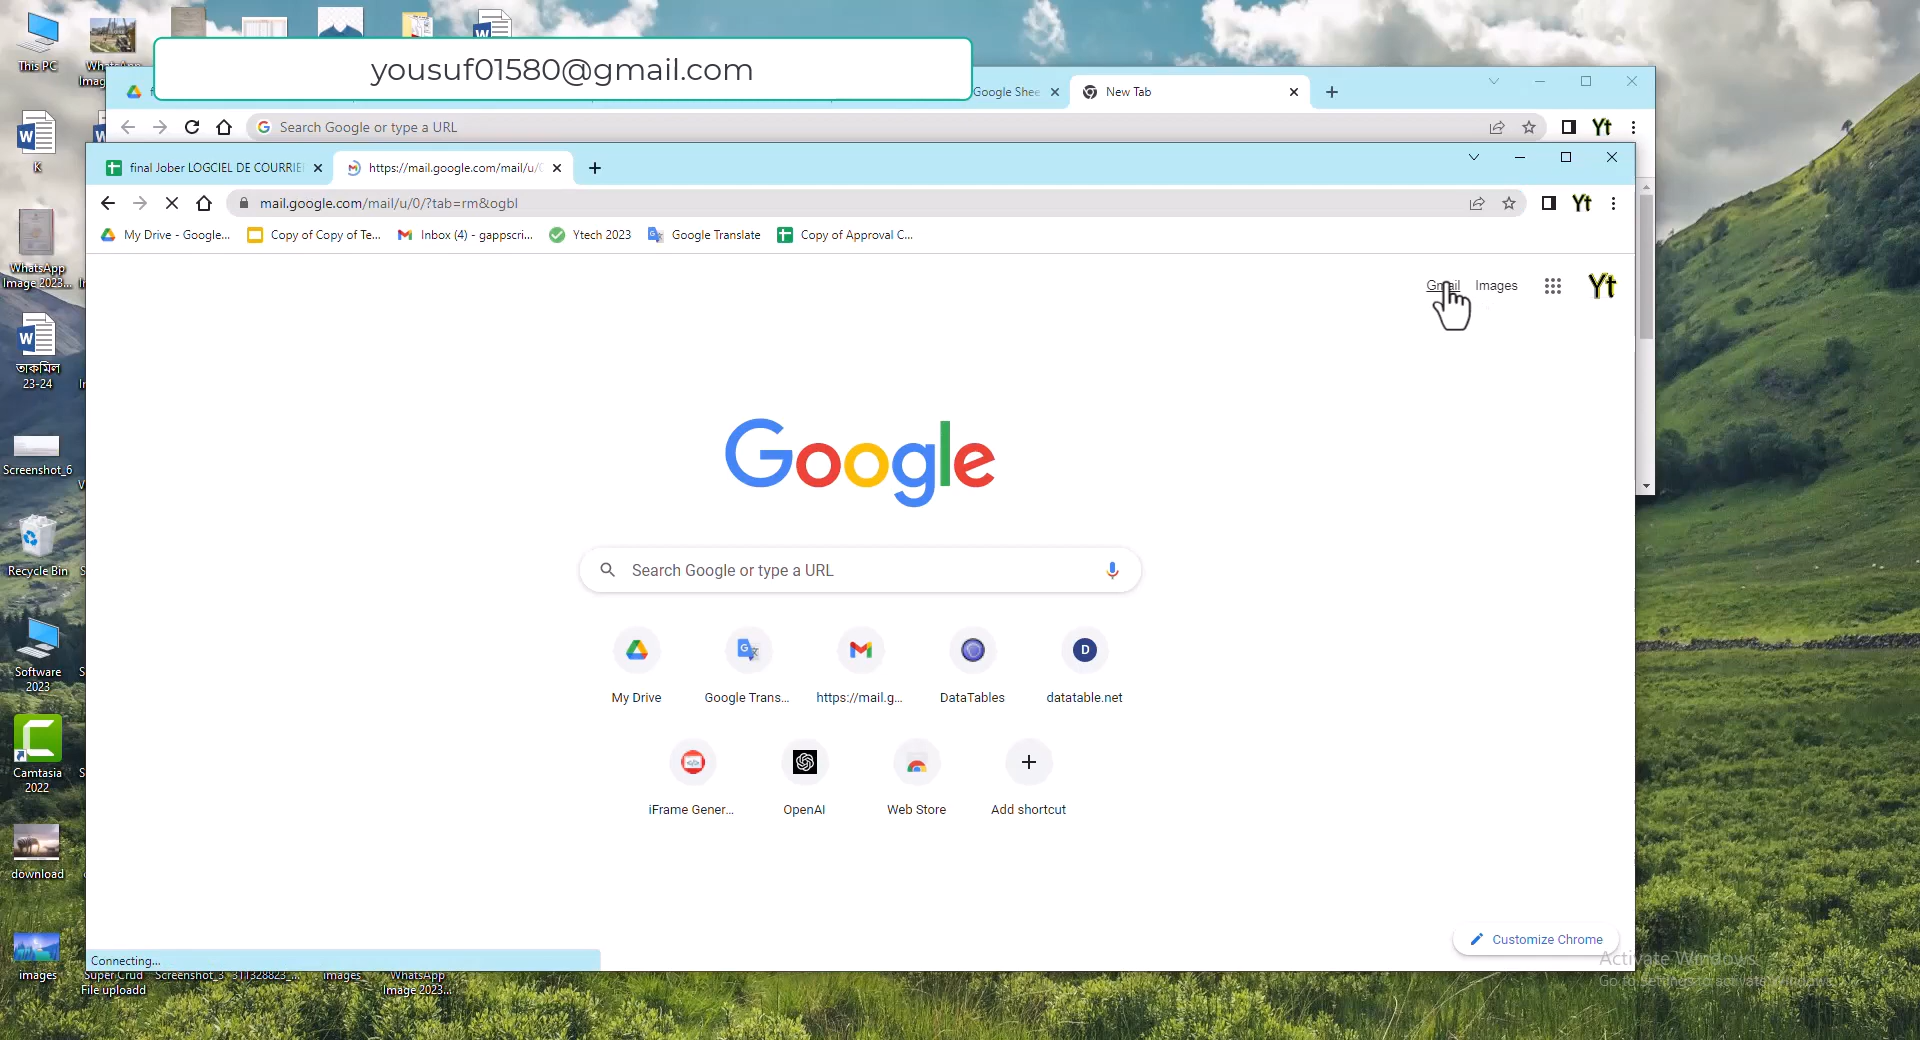 This PC
yousuf01580@gmail.com
Google Shee
New Tab
Search Google or type a URL
Yt
K
final Jober LOGCIEL DE COURRIE
https://mail.google.com/mail/u/
mail.google.com/mail/u/0/?tab=rm&ogbl
Yt
My Drive - Google...
Copy of Copy of Te...
Inbox (4) - gappscri...
Ytech 2023
Google Translate
Copy of Approval C...
WhatsApp
Image 2023...
Gmail
Images
Yt
তাকমিল
23-24
Google
Screenshot_6
Search Google or type a URL
Recycle Bin
My Drive
Google Trans...
https://mail.g...
DataTables
D
datatable.net
Software
2023
iFrame Gener...
OpenAI
Web Store
Add shortcut
Camtasia
2022
download
Customize Chrome
Connecting...
Activate Windows
images
Super Crud
File uploadd
Screenshot_3
311328823_...
images
WhatsApp
Image 2023...